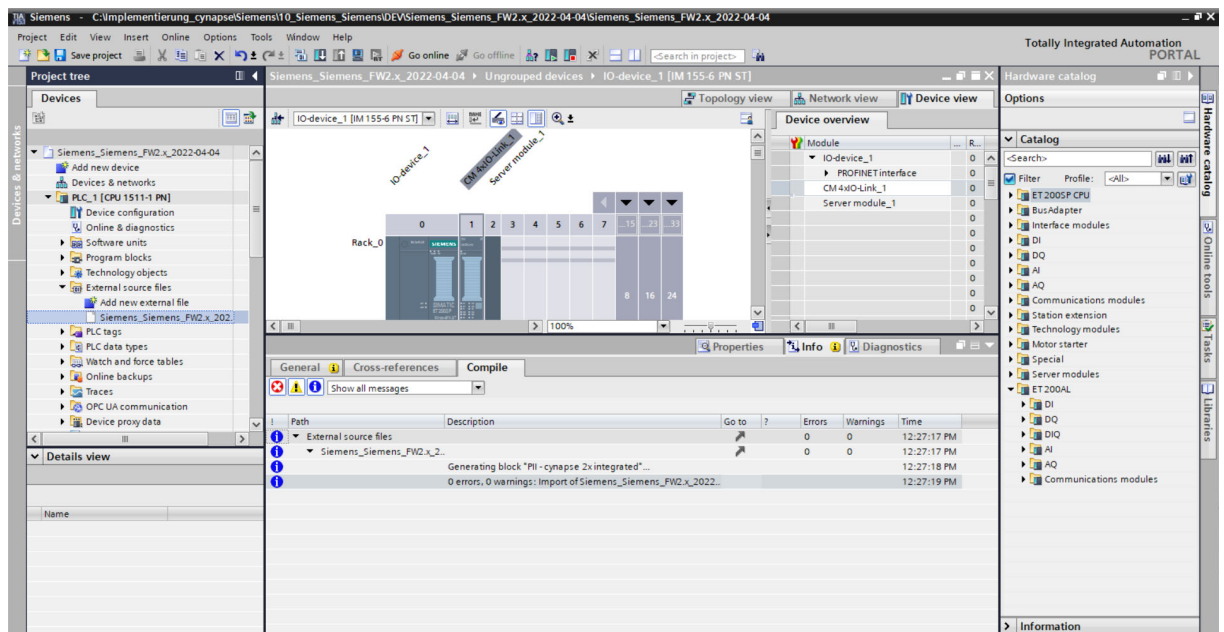 Siemens - C:\Implementierung_cynapse\Siemens\10_Siemens_Siemens\DEV\Siemens_Siemens_FW2.x_2022-04-04\Siemens_Siemens_FW2.x_2022-04-04
Project Edit View Insert Online Options Tools Window Help
Totally Integrated Automation
PORTAL
Save project Go online Go offline <Search in project>
Project tree
Siemens_Siemens_FW2.x_2022-04-04 Ungrouped devices IO-device_1 [IM 155-6 PN ST]
Hardware catalog
Devices
Topology view Network view Device view
Options
IO-device_1 [IM 155-6 PN ST]
Device overview
Devices & networks
Siemens_Siemens_FW2.x_2022-04-04
Add new device
Devices & networks
PLC_1 [CPU 1511-1 PN]
Device configuration
Online & diagnostics
Software units
Program blocks
Technology objects
External source files
Add new external file
Siemens_Siemens_FW2.x_202.
PLC tags
PLC data types
Watch and force tables
Online backups
Traces
OPC UA communication
Device proxy data
Details view
Name
IO-device_1
CM 4xIO-Link_1
Server module_1
0 1 2 3 4 5 6 7 ...15 ...23 ...33
Rack_0
SIEMENS
8 16 24
100%
Module ... R...
IO-device_1 0
PROFINET interface 0
CM 4xIO-Link_1 0
Server module_1 0
0
0
0
0
0
0
0
Properties Info Diagnostics
General Cross-references Compile
Show all messages
! Path Description Go to ? Errors Warnings Time
External source files 0 0 12:27:17 PM
Siemens_Siemens_FW2.x_2.. 0 0 12:27:17 PM
Generating block "PII - cynapse 2x integrated"... 12:27:18 PM
0 errors, 0 warnings: Import of Siemens_Siemens_FW2.x_2022.. 12:27:19 PM
Catalog
<Search>
Filter Profile: <All>
ET 200SP CPU
BusAdapter
Interface modules
DI
DQ
AI
AQ
Communications modules
Station extension
Technology modules
Motor starter
Special
Server modules
ET 200AL
DI
DQ
DIQ
AI
AQ
Communications modules
Information
Hardware catalog
Online tools
Tasks
Libraries